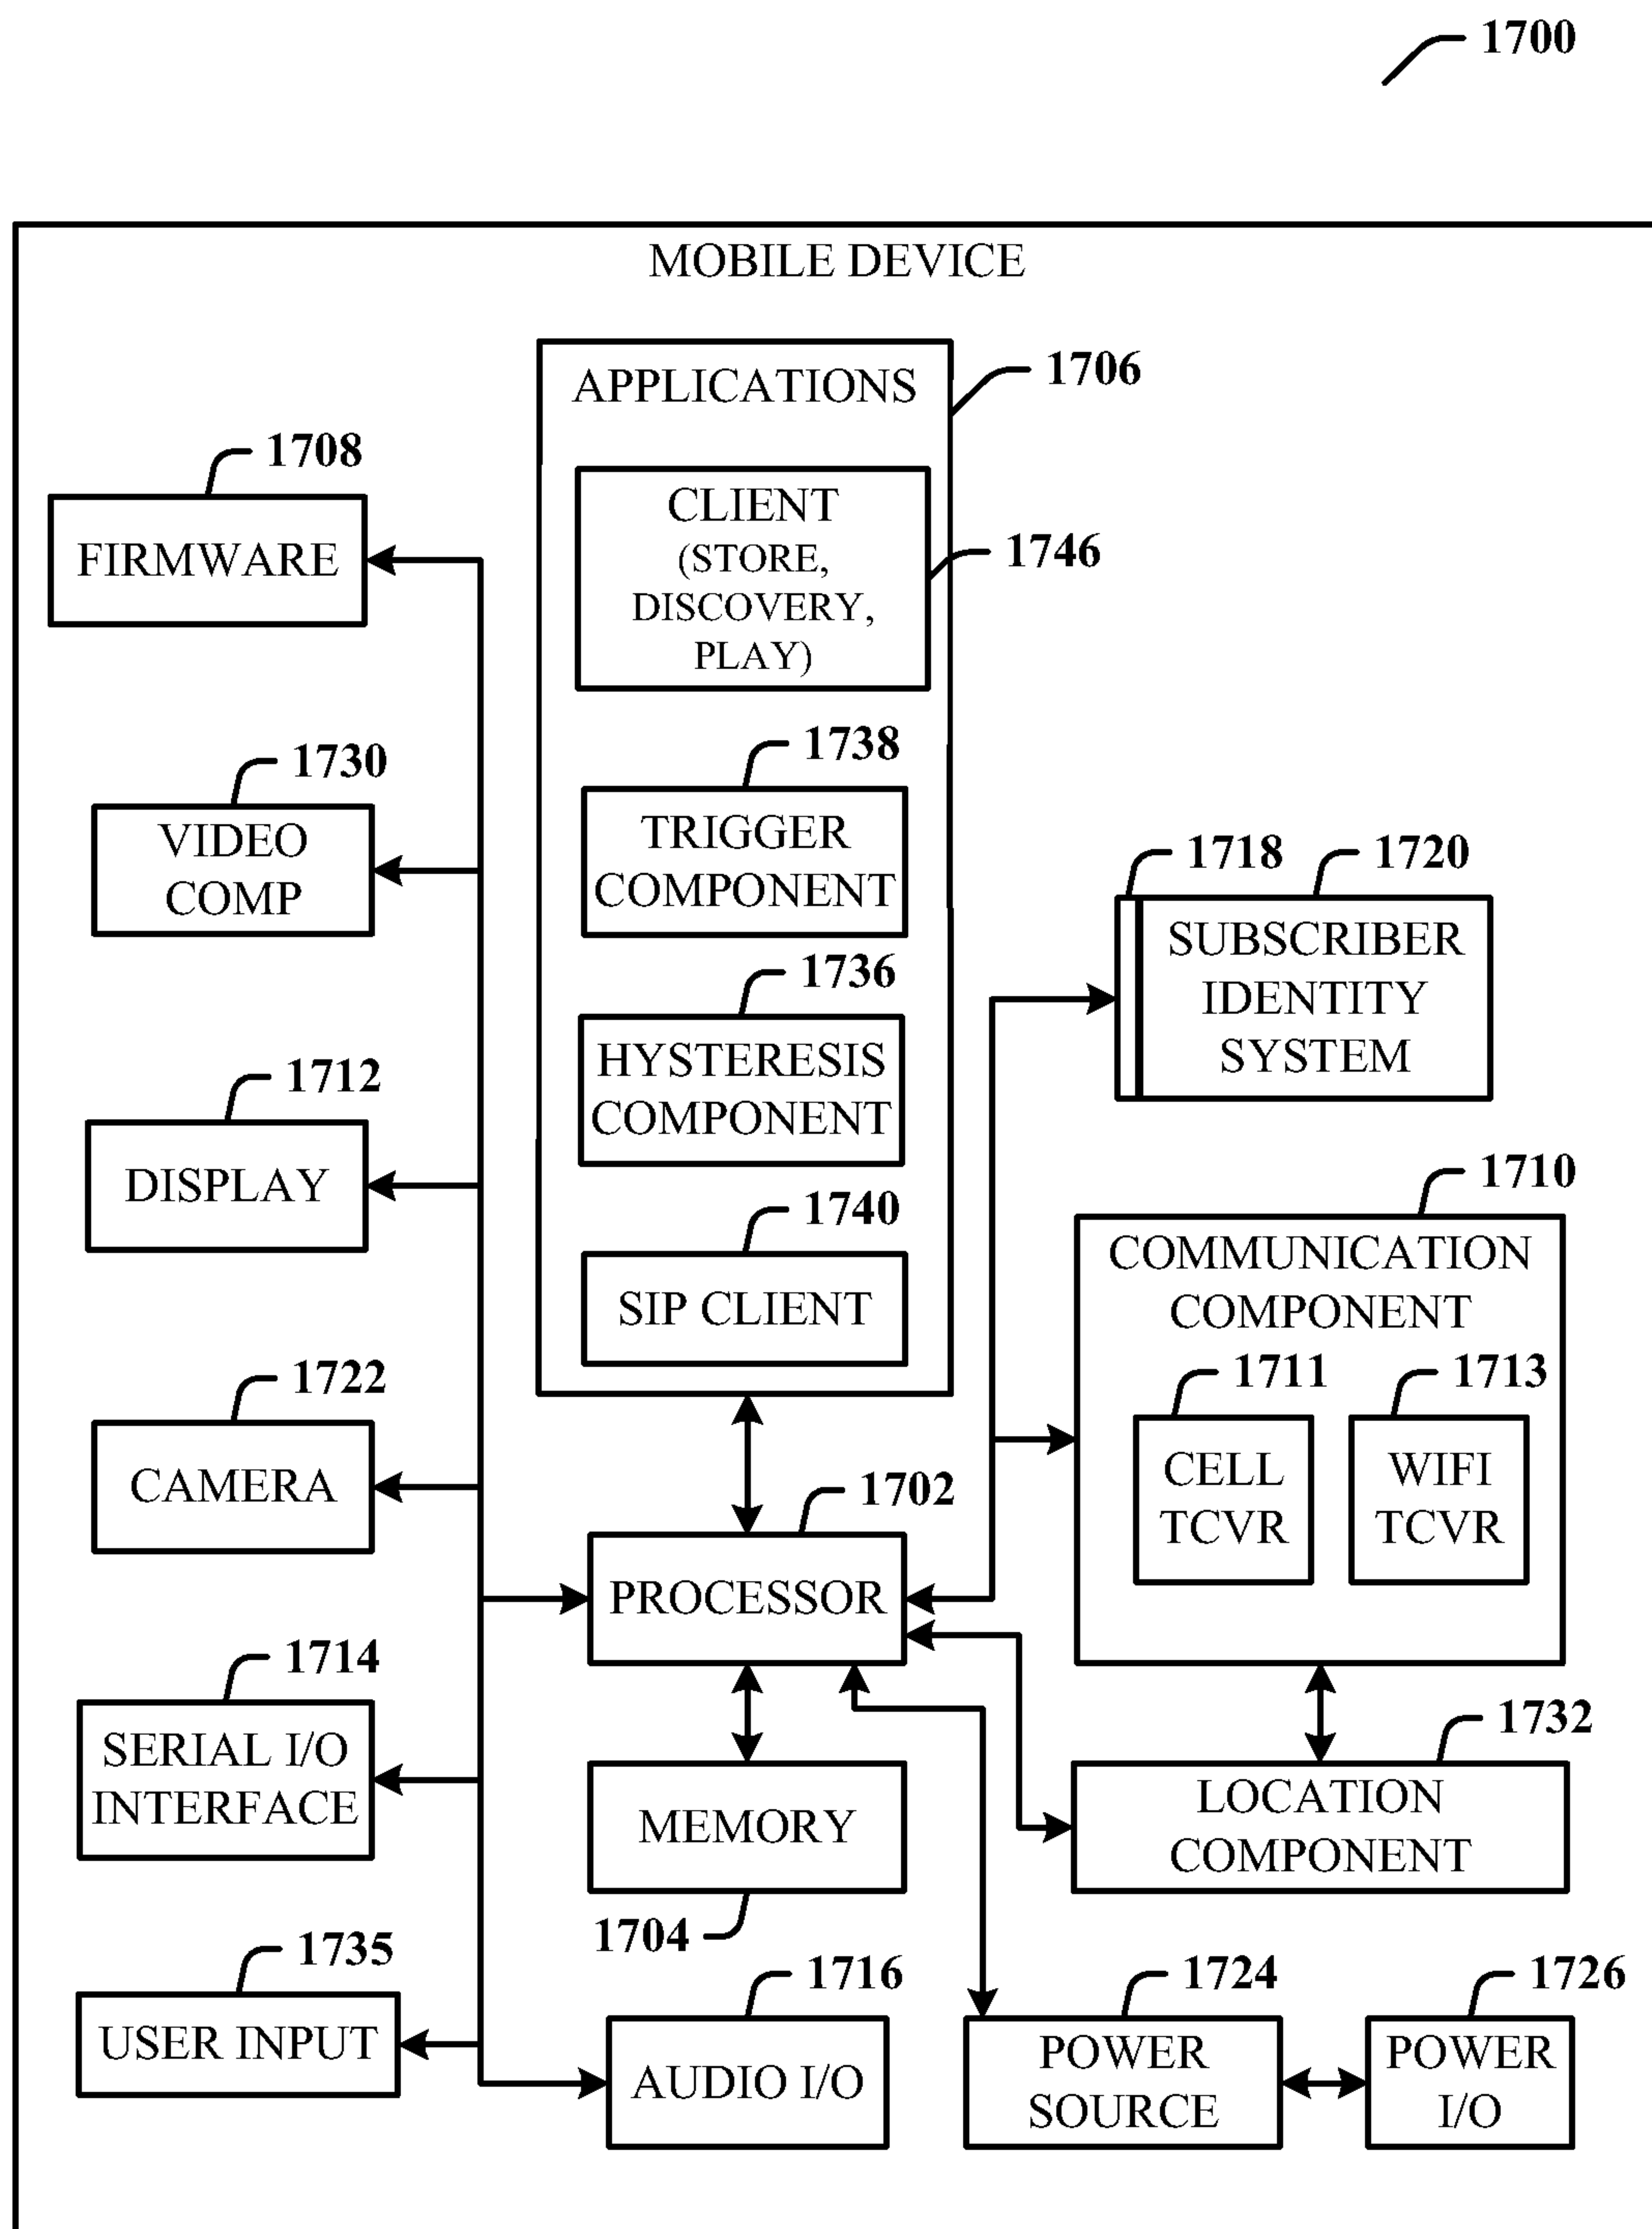 1700
MOBILE DEVICE
APPLICATIONS
1706
1708
FIRMWARE
CLIENT
(STORE,
DISCOVERY,
PLAY)
1746
1730
VIDEO
COMP
1738
TRIGGER
COMPONENT
1718
1720
SUBSCRIBER
IDENTITY
SYSTEM
1736
HYSTERESIS
COMPONENT
1712
DISPLAY
1740
SIP CLIENT
1710
COMMUNICATION
COMPONENT
1711
CELL
TCVR
1713
WIFI
TCVR
1722
CAMERA
1702
PROCESSOR
1714
SERIAL I/O
INTERFACE
MEMORY
1704
1732
LOCATION
COMPONENT
1735
USER INPUT
1716
AUDIO I/O
1724
POWER
SOURCE
1726
POWER
I/O